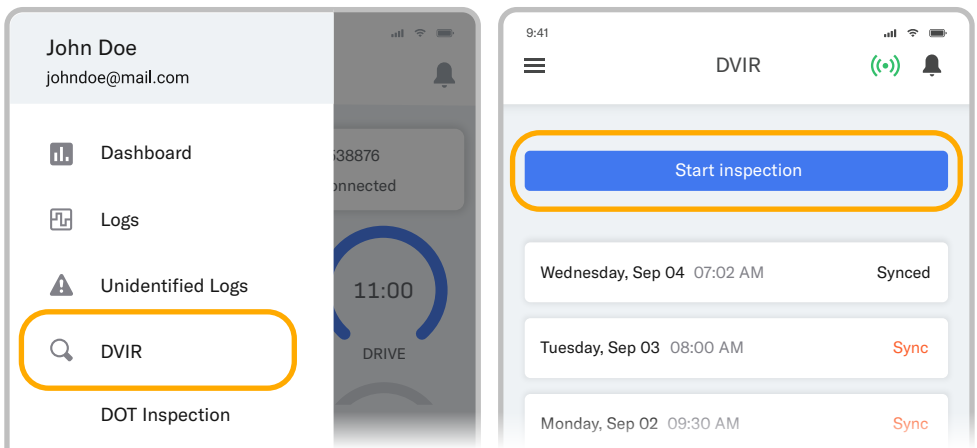 John Doe
johndoe@mail.com
Dashboard
Logs
Unidentified Logs
DVIR
DOT Inspection
38876
onnected
11:00
DRIVE
9:41
DVIR
Start inspection
Wednesday, Sep 04 07:02 AM Synced
Tuesday, Sep 03 08:00 AM Sync
Monday, Sep 02 09:30 AM Sync